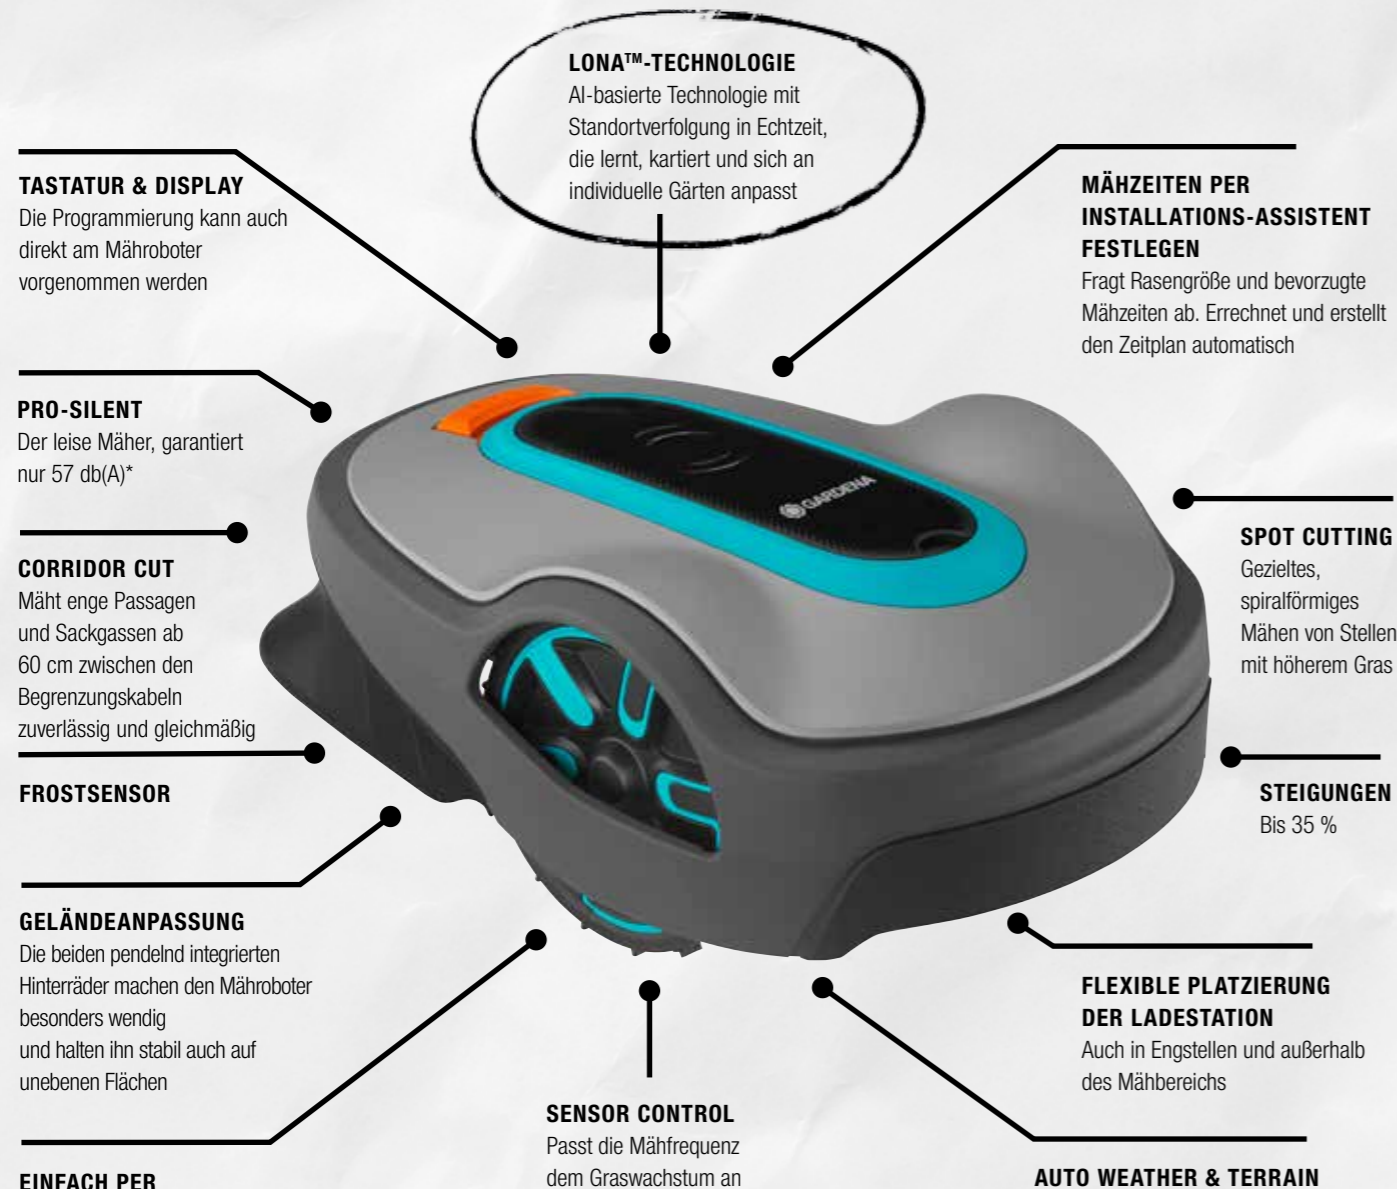 LONA™-TECHNOLOGIE
AI-basierte Technologie mit
Standortverfolgung in Echtzeit,
die lernt, kartiert und sich an
individuelle Gärten anpasst
TASTATUR & DISPLAY
Die Programmierung kann auch
direkt am Mähroboter
vorgenommen werden
MÄHZEITEN PER
INSTALLATIONS-ASSISTENT
FESTLEGEN
Fragt Rasengröße und bevorzugte
Mähzeiten ab. Errechnet und erstellt
den Zeitplan automatisch
PRO-SILENT
Der leise Mäher, garantiert
nur 57 db(A)*
GARDENA
CORRIDOR CUT
Mäht enge Passagen
und Sackgassen ab
60 cm zwischen den
Begrenzungskabeln
zuverlässig und gleichmäßig
SPOT CUTTING
Gezieltes,
spiralförmiges
Mähen von Stellen
mit höherem Gras
FROSTSENSOR
STEIGUNGEN
Bis 35 %
GELÄNDEANPASSUNG
Die beiden pendelnd integrierten
Hinterräder machen den Mähroboter
besonders wendig
und halten ihn stabil auch auf
unebenen Flächen
FLEXIBLE PLATZIERUNG
DER LADESTATION
Auch in Engstellen und außerhalb
des Mähbereichs
SENSOR CONTROL
Passt die Mähfrequenz
dem Graswachstum an
EINFACH PER
AUTO WEATHER & TERRAIN